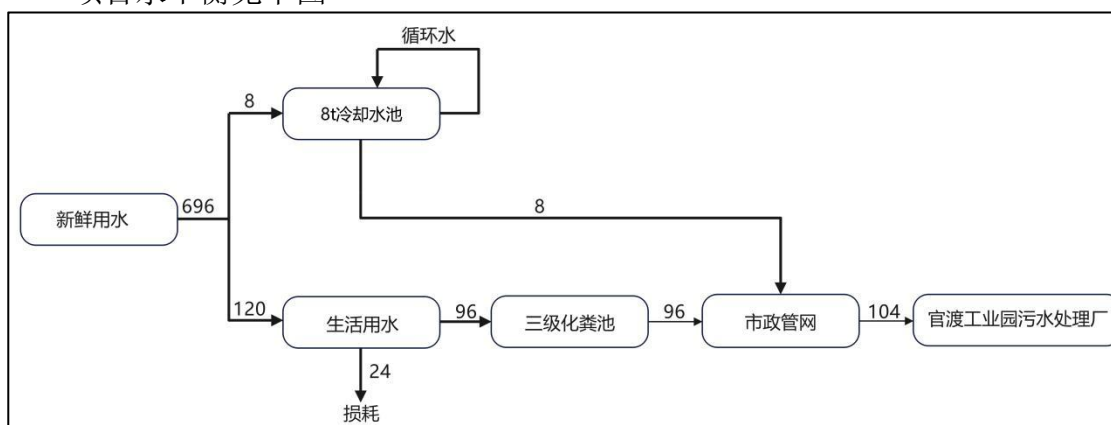 循环水
8
8t冷却水池
新鲜用水
696
8
120
生活用水
96
三级化粪池
96
市政管网
104
官渡工业园污水处理厂
24
损耗